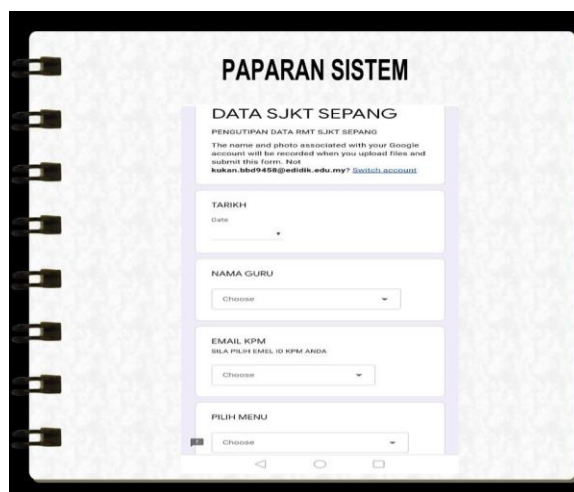 PAPARAN SISTEM
DATA SJKT SEPANG
PENGUTIPAN DATA RMT SJKT SEPANG
The name and photo associated with your Google
account will be recorded when you upload files and
submit this form. Not
kukan.bbd9458@edidik.edu.my? Switch account
TARIKH
Date
NAMA GURU
Choose
EMAIL KPM
SILA PILIH EMEL ID KPM ANDA
Choose
PILIH MENU
Choose